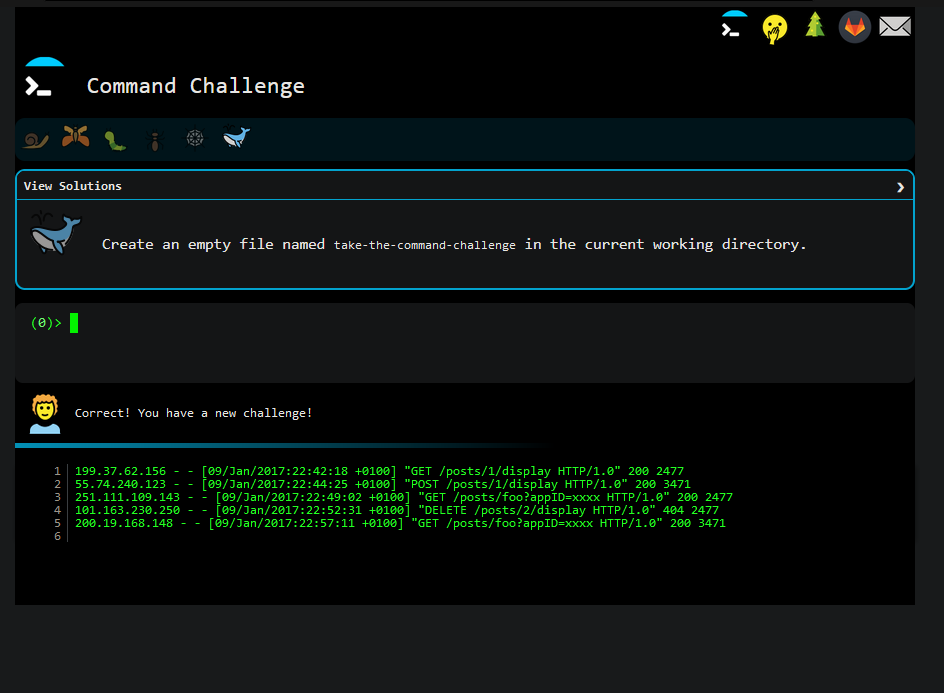 Command Challenge
View Solutions
Create an empty file named take-the-command-challenge in the current working directory.
(0)>
Correct! You have a new challenge!
1 199.37.62.156 - - [09/Jan/2017:22:42:18 +0100] "GET /posts/1/display HTTP/1.0" 200 2477
2 55.74.240.123 - - [09/Jan/2017:22:44:25 +0100] "POST /posts/1/display HTTP/1.0" 200 3471
3 251.111.109.143 - - [09/Jan/2017:22:49:02 +0100] "GET /posts/foo?appID=xxxx HTTP/1.0" 200 2477
4 101.163.230.250 - - [09/Jan/2017:22:52:31 +0100] "DELETE /posts/2/display HTTP/1.0" 404 2477
5 200.19.168.148 - - [09/Jan/2017:22:57:11 +0100] "GET /posts/foo?appID=xxxx HTTP/1.0" 200 3471
6